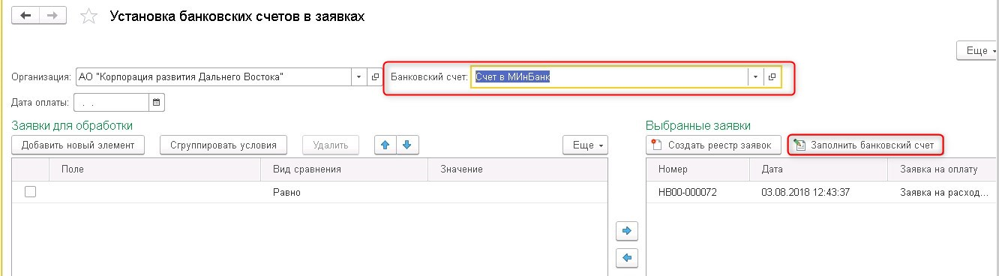 Установка банковских счетов в заявках
Еще
Организация: АО "Корпорация развития Дальнего Востока" Банковский счет: Счет в МИнБанк
Дата оплаты: . .
Заявки для обработки Выбранные заявки
Добавить новый элемент Сгруппировать условия Удалить Еще Создать реестр заявок Заполнить банковский счет
Поле Вид сравнения Значение Номер Дата Заявка на оплату
Равно НВ00-000072 03.08.2018 12:43:37 Заявка на расход...